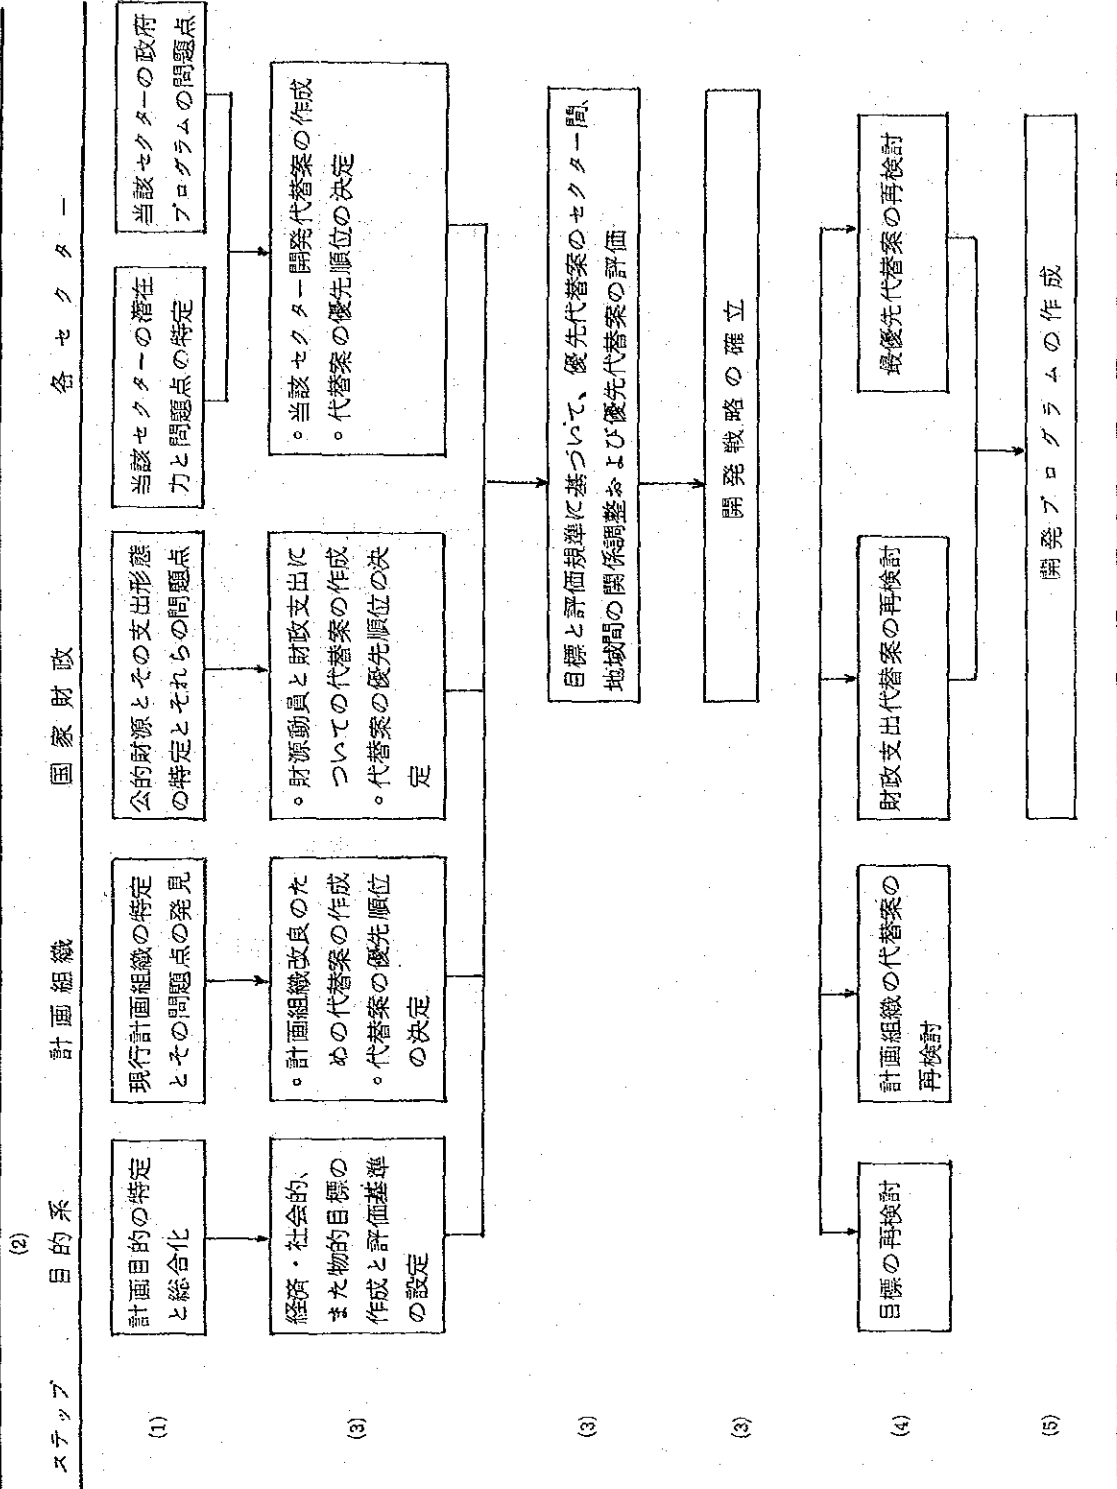 (2)
ステップ
目的系
計画組織
国家財政
各セクター
(1)
計画目的の特定
と総合化
現行計画組織の特定
とその問題点の発見
公的財源とその支出形態
の特定とそれらの問題点
当該セクターの潜在
力と問題点の特定
当該セクターの政府
プログラムの問題点
(3)
経済・社会的、
また物的目標の
作成と評価基準
の設定
。計画組織改良のた
めの代替案の作成
。代替案の優先順位
の決定
。財源動員と財政支出に
ついての代替案の作成
。代替案の優先順位の決
定
。当該セクター開発代替案の作成
。代替案の優先順位の決定
(3)
目標と評価規準に基づいて、優先代替案のセクター間、
地域間の関係調整および優先代替案の評価
(3)
開発戦略の確立
(4)
目標の再検討
計画組織の代替案の
再検討
財政支出代替案の再検討
最優先代替案の再検討
(5)
開発プログラムの作成